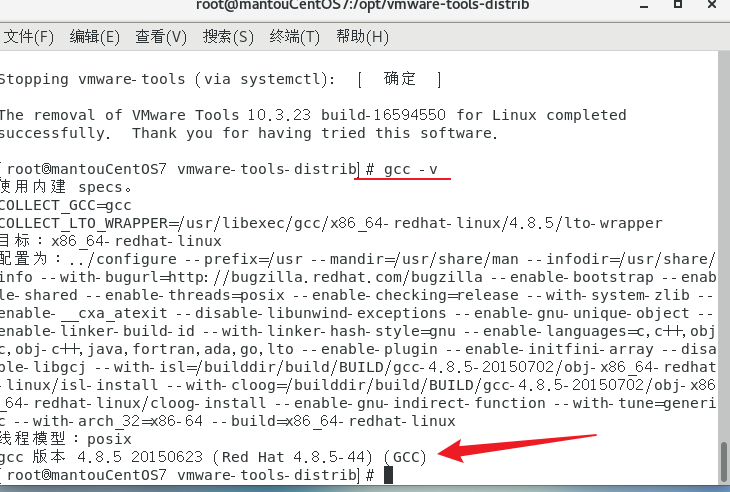 root@mantouCentOS7:/opt/vmware-tools-distrib
文件(F) 编辑(E) 查看(V) 搜索(S) 终端(T) 帮助(H)
Stopping vmware-tools (via systemctl): [ 确定 ]
The removal of VMware Tools 10.3.23 build-16594550 for Linux completed
successfully. Thank you for having tried this software.
[root@mantouCentOS7 vmware-tools-distrib]# gcc -v
使用内建 specs。
COLLECT_GCC=gcc
COLLECT_LTO_WRAPPER=/usr/libexec/gcc/x86_64-redhat-linux/4.8.5/lto-wrapper
目标：x86_64-redhat-linux
配置为：../configure --prefix=/usr --mandir=/usr/share/man --infodir=/usr/share/
info --with-bugurl=http://bugzilla.redhat.com/bugzilla --enable-bootstrap --enab
le-shared --enable-threads=posix --enable-checking=release --with-system-zlib --
enable-__cxa_atexit --disable-libunwind-exceptions --enable-gnu-unique-object --
enable-linker-build-id --with-linker-hash-style=gnu --enable-languages=c,c++,obj
c,obj-c++,java,fortran,ada,go,lto --enable-plugin --enable-initfini-array --disa
ble-libgcj --with-isl=/builddir/build/BUILD/gcc-4.8.5-20150702/obj-x86_64-redhat
-linux/isl-install --with-cloog=/builddir/build/BUILD/gcc-4.8.5-20150702/obj-x86
_64-redhat-linux/cloog-install --enable-gnu-indirect-function --with-tune=generi
c --with-arch_32=x86-64 --build=x86_64-redhat-linux
线程模型：posix
gcc 版本 4.8.5 20150623 (Red Hat 4.8.5-44) (GCC)
[root@mantouCentOS7 vmware-tools-distrib]#